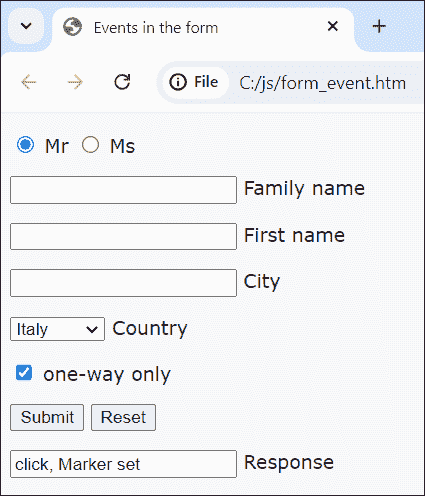 Events in the form
File C:/js/form_event.htm
Mr Ms
Family name
First name
City
Italy Country
one-way only
Submit Reset
click, Marker set Response